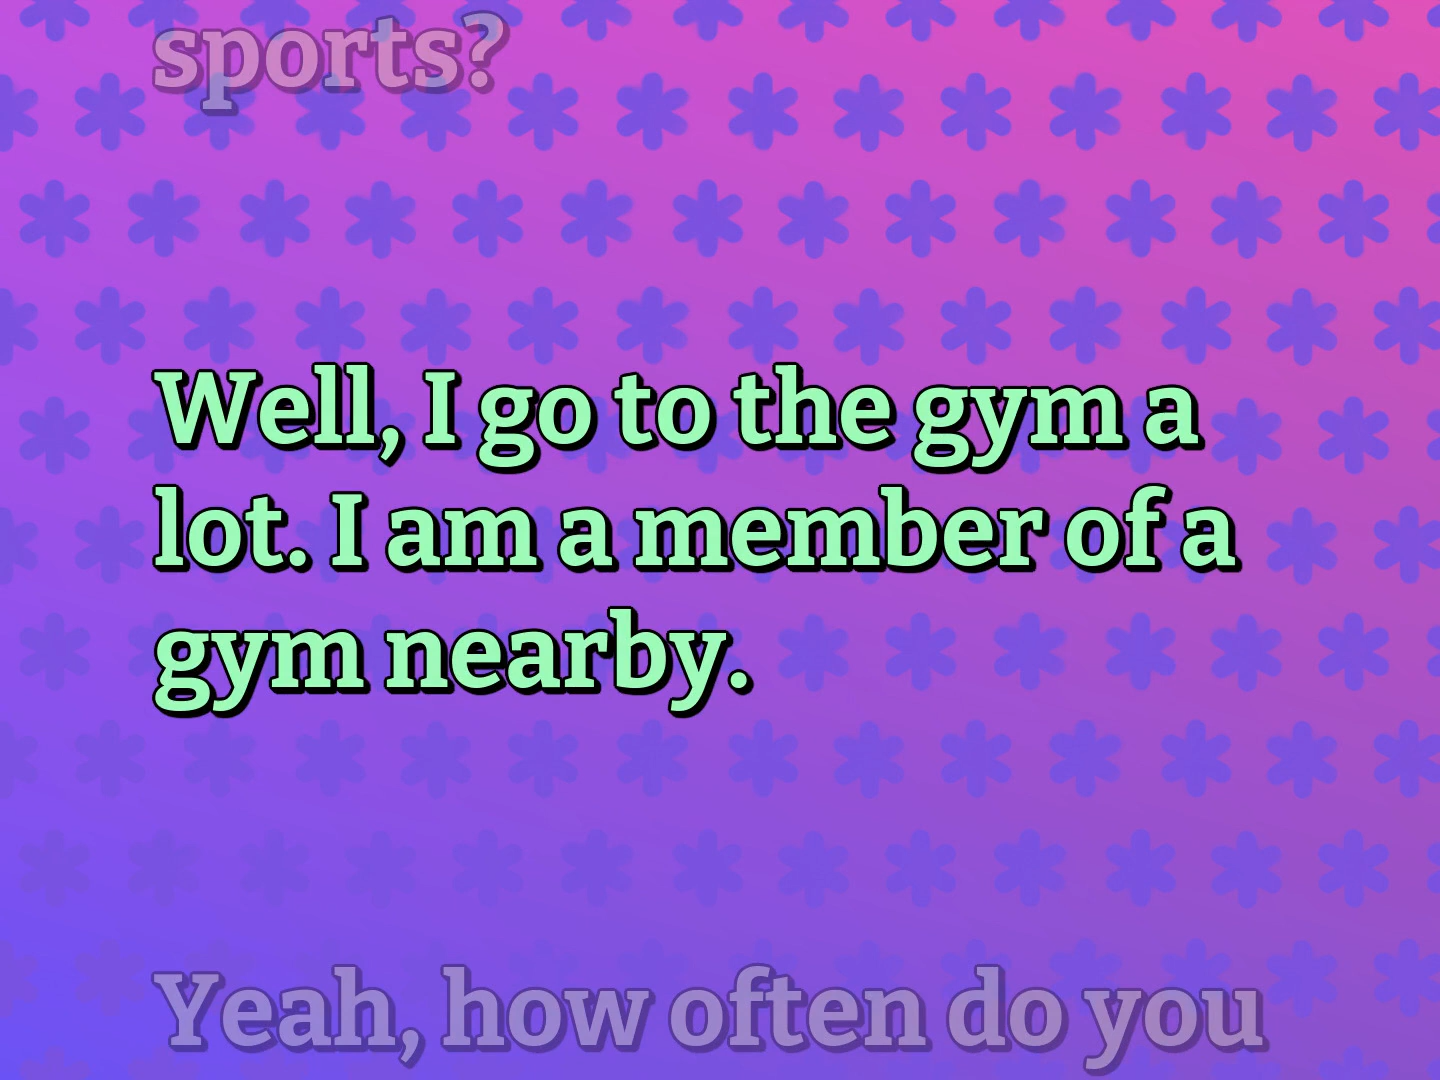 sports?
Well, I go to the gym a
lot. I am a member of a
gym nearby.
Yeah, how often do you